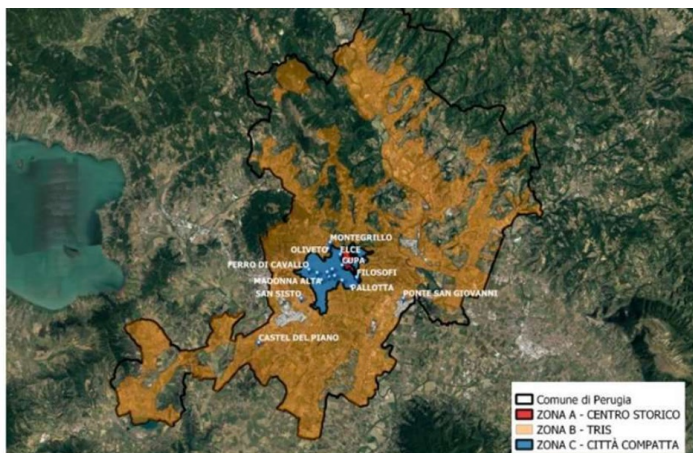 MONTEGRILLO
OLIVETO
ELCE
CUPA
FERRO DI CAVALLO
FILOSOFI
MADONNA ALTA
PALLOTTA
SAN SISTO
PONTE SAN GIOVANNI
CASTEL DEL PIANO
Comune di Perugia
ZONA A - CENTRO STORICO
ZONA B - TRIS
ZONA C - CITTÀ COMPATTA